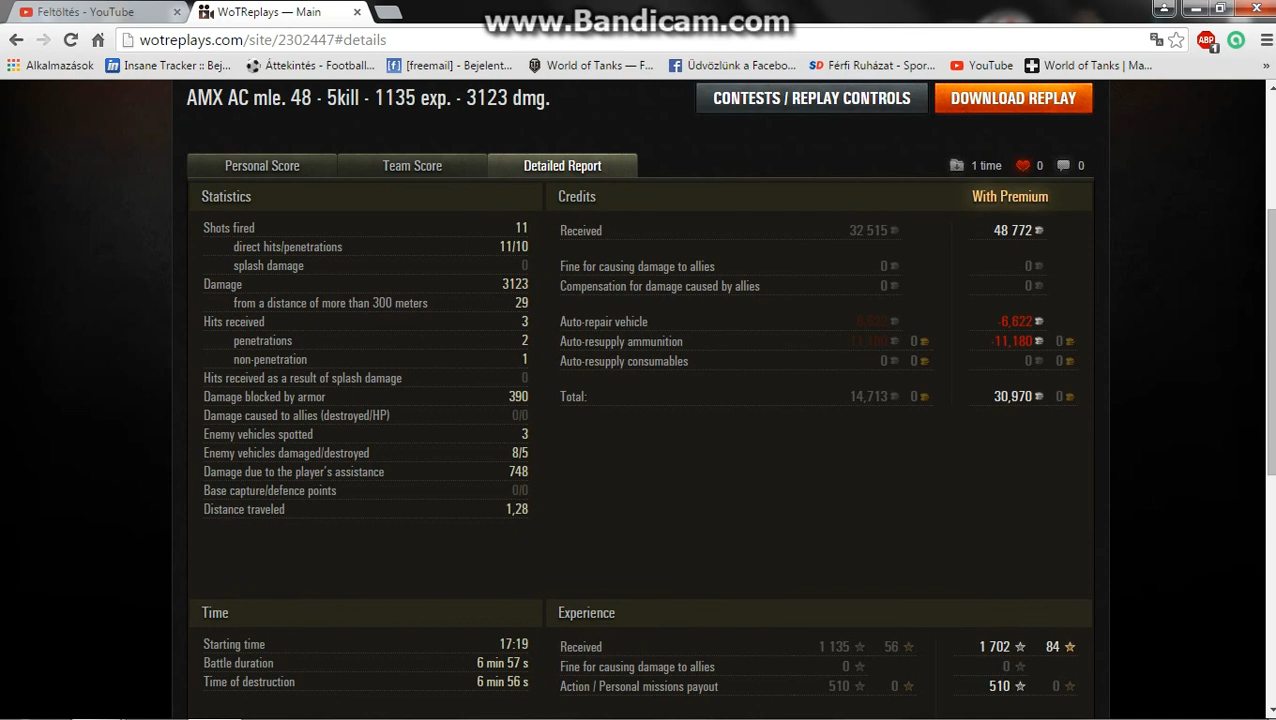 Feltöltés - YouTube
WoTReplays — Main
www.Bandicam.com
wotreplays.com/site/2302447#details
ABP
1
Alkalmazások
Insane Tracker :: Bej...
Áttekintés - Football...
[freemail] - Bejelent...
World of Tanks — F...
Üdvözlünk a Facebo...
SD Férfi Ruházat - Spor...
YouTube
World of Tanks | Ma...
»
AMX AC mle. 48 - 5kill - 1135 exp. - 3123 dmg.
CONTESTS / REPLAY CONTROLS
DOWNLOAD REPLAY
Personal Score
Team Score
Detailed Report
1 time
0
0
Statistics
Credits
With Premium
Shots fired 11
direct hits/penetrations 11/10
splash damage 0
Damage 3123
from a distance of more than 300 meters 29
Hits received 3
penetrations 2
non-penetration 1
Hits received as a result of splash damage 0
Damage blocked by armor 390
Damage caused to allies (destroyed/HP) 0/0
Enemy vehicles spotted 3
Enemy vehicles damaged/destroyed 8/5
Damage due to the player's assistance 748
Base capture/defence points 0/0
Distance traveled 1,28
Received 32 515 48 772
Fine for causing damage to allies 0 0
Compensation for damage caused by allies 0 0
Auto-repair vehicle -6,622 -6,622
Auto-resupply ammunition -11,180 0 -11,180 0
Auto-resupply consumables 0 0 0 0
Total: 14,713 0 30,970 0
Time
Experience
Starting time 17:19
Battle duration 6 min 57 s
Time of destruction 6 min 56 s
Received 1 135 56 1 702 84
Fine for causing damage to allies 0 0
Action / Personal missions payout 510 0 510 0